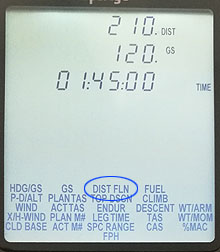 210. DIST
120. GS
01:45:00 TIME
HDG/GS GS DIST FLN FUEL
P-D/ALT PLAN TAS TOP DSCN CLIMB
WIND ACT TAS ENDUR DESCENT WT/ARM
X/H-WIND PLAN M# LEG TIME TAS WT/MOM
CLD BASE ACT M# SPC RANGE CAS %MAC
FPH